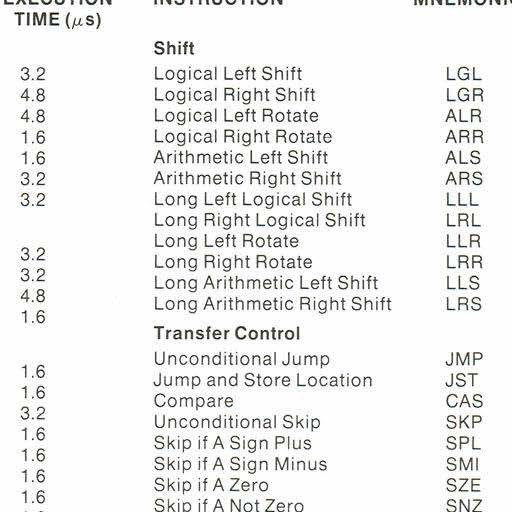 EXECUTION INSTRUCTION MNEMONI
TIME (μs)
Shift
3.2 Logical Left Shift LGL
4.8 Logical Right Shift LGR
4.8 Logical Left Rotate ALR
1.6 Logical Right Rotate ARR
1.6 Arithmetic Left Shift ALS
3.2 Arithmetic Right Shift ARS
3.2 Long Left Logical Shift LLL
Long Right Logical Shift LRL
Long Left Rotate LLR
3.2 Long Right Rotate LRR
3.2 Long Arithmetic Left Shift LLS
4.8 Long Arithmetic Right Shift LRS
1.6
Transfer Control
Unconditional Jump JMP
1.6 Jump and Store Location JST
1.6 Compare CAS
3.2 Unconditional Skip SKP
1.6 Skip if A Sign Plus SPL
1.6 Skip if A Sign Minus SMI
1.6 Skip if A Zero SZE
1.6 Skip if A Not Zero SNZ